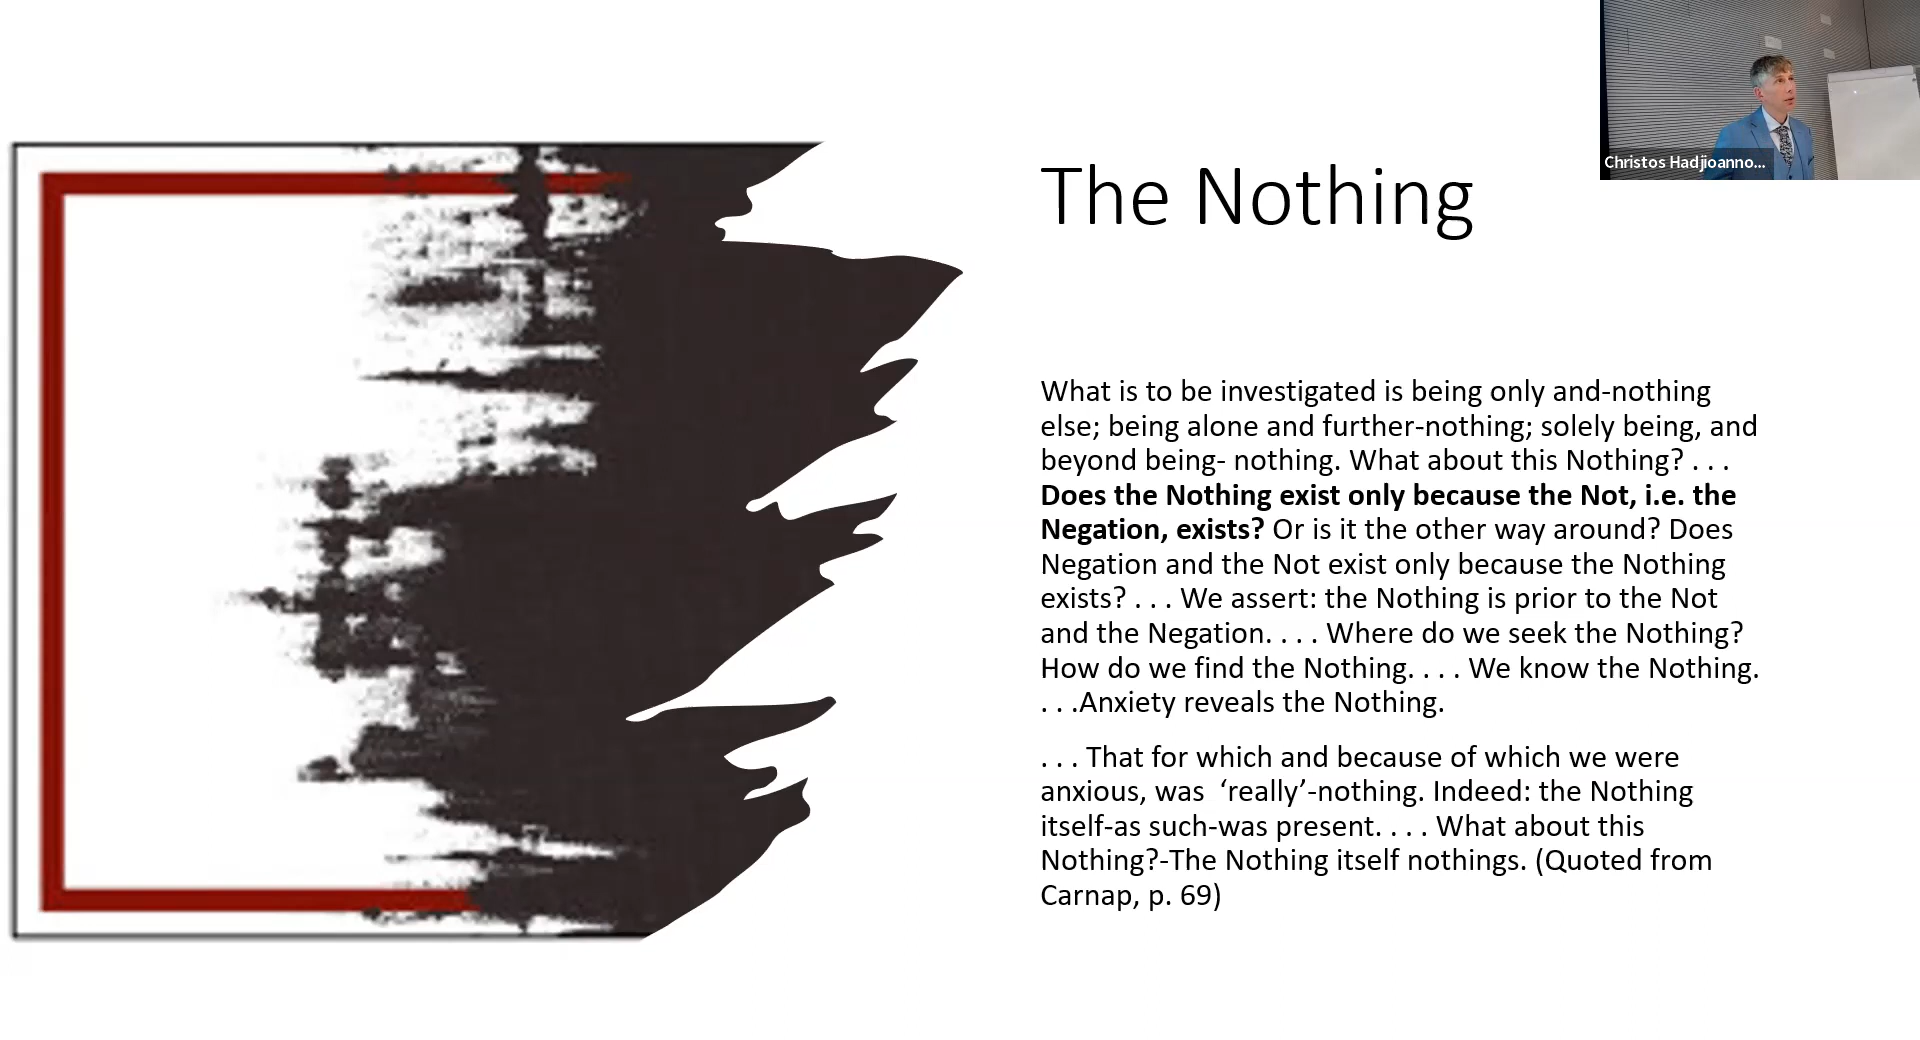 The Nothing
Christos Hadjioanno...
What is to be investigated is being only and-nothing
else; being alone and further-nothing; solely being, and
beyond being- nothing. What about this Nothing? . . .
Does the Nothing exist only because the Not, i.e. the
Negation, exists? Or is it the other way around? Does
Negation and the Not exist only because the Nothing
exists? . . . We assert: the Nothing is prior to the Not
and the Negation. . . . Where do we seek the Nothing?
How do we find the Nothing. . . . We know the Nothing.
. . .Anxiety reveals the Nothing.
. . . That for which and because of which we were
anxious, was  ‘really’-nothing. Indeed: the Nothing
itself-as such-was present. . . . What about this
Nothing?-The Nothing itself nothings. (Quoted from
Carnap, p. 69)